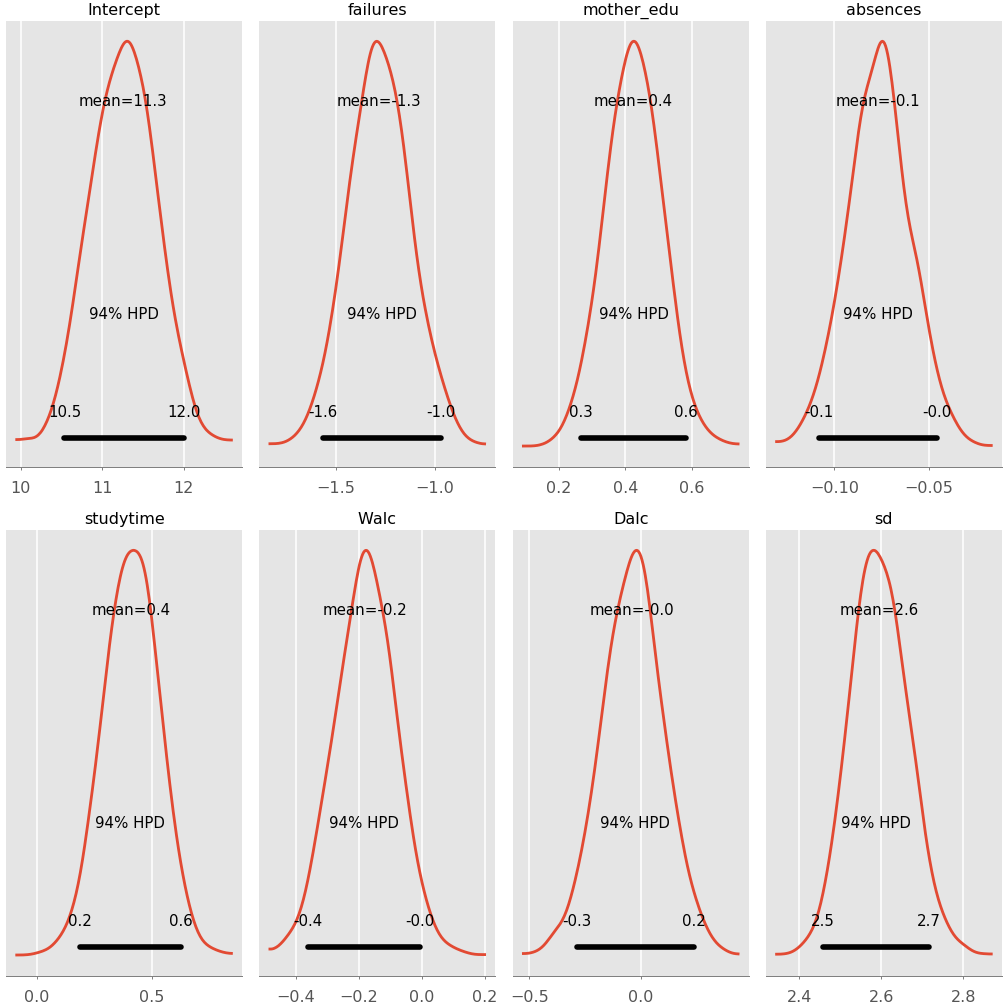 Intercept
mean=11.3
94% HPD
10.5 12.0
10 11 12
failures
mean=-1.3
94% HPD
-1.6 -1.0
−1.5 −1.0
mother_edu
mean=0.4
94% HPD
0.3 0.6
0.2 0.4 0.6
absences
mean=-0.1
94% HPD
-0.1 -0.0
−0.10 −0.05
studytime
mean=0.4
94% HPD
0.2 0.6
0.0 0.5
Walc
mean=-0.2
94% HPD
-0.4 -0.0
−0.4 −0.2 0.0 0.2
Dalc
mean=-0.0
94% HPD
-0.3 0.2
−0.5 0.0
sd
mean=2.6
94% HPD
2.5 2.7
2.4 2.6 2.8